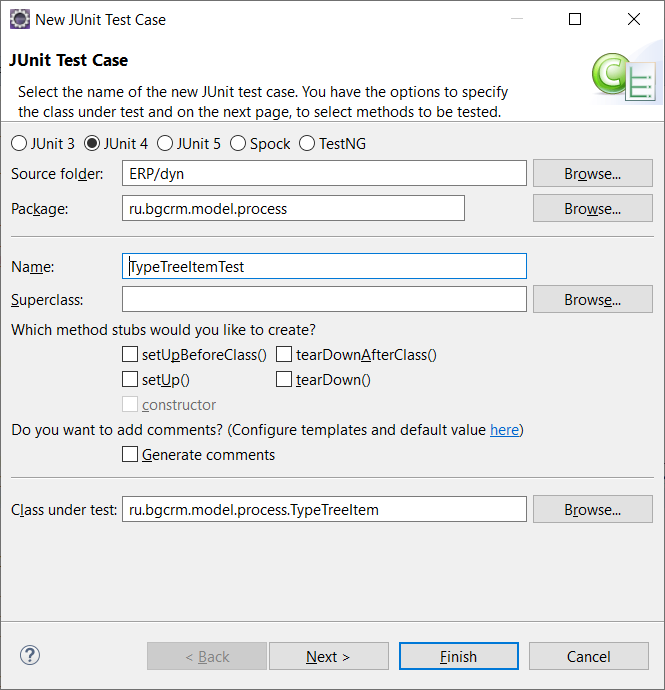 New JUnit Test Case
JUnit Test Case
Select the name of the new JUnit test case. You have the options to specify
the class under test and on the next page, to select methods to be tested.
JUnit 3 JUnit 4 JUnit 5 Spock TestNG
Source folder: ERP/dyn Browse...
Package: ru.bgcrm.model.process Browse...
Name: TypeTreeItemTest
Superclass: Browse...
Which method stubs would you like to create?
setUpBeforeClass() tearDownAfterClass()
setUp() tearDown()
constructor
Do you want to add comments? (Configure templates and default value here)
Generate comments
Class under test: ru.bgcrm.model.process.TypeTreeItem Browse...
? < Back Next > Finish Cancel